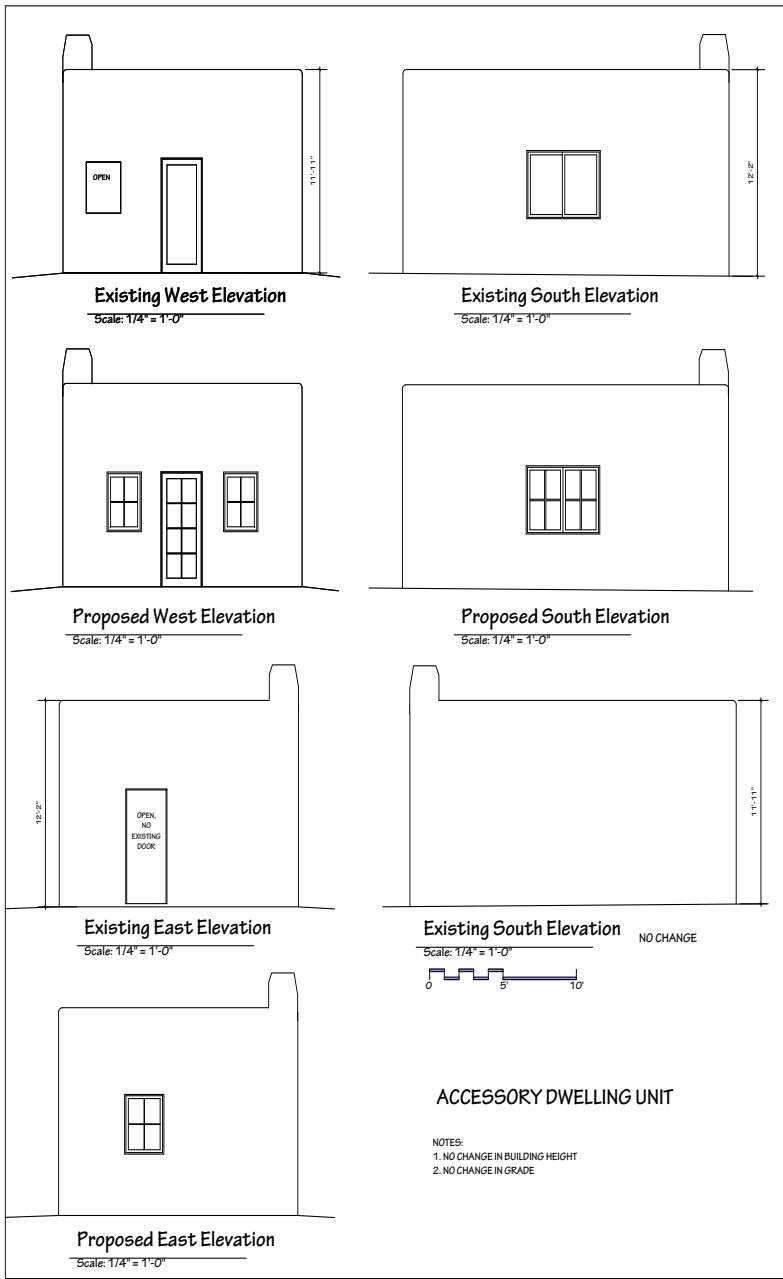 OPEN
11'-11"
Existing West Elevation
Scale: 1/4" = 1'-0"
12'-2"
Existing South Elevation
Scale: 1/4" = 1'-0"
Proposed West Elevation
Scale: 1/4" = 1'-0"
Proposed South Elevation
Scale: 1/4" = 1'-0"
12'-2"
OPEN,
NO
EXISTING
DOOR
Existing East Elevation
Scale: 1/4" = 1'-0"
11'-11"
Existing South Elevation NO CHANGE
Scale: 1/4" = 1'-0"
0 5' 10'
Proposed East Elevation
Scale: 1/4" = 1'-0"
ACCESSORY DWELLING UNIT
NOTES:
1. NO CHANGE IN BUILDING HEIGHT
2. NO CHANGE IN GRADE